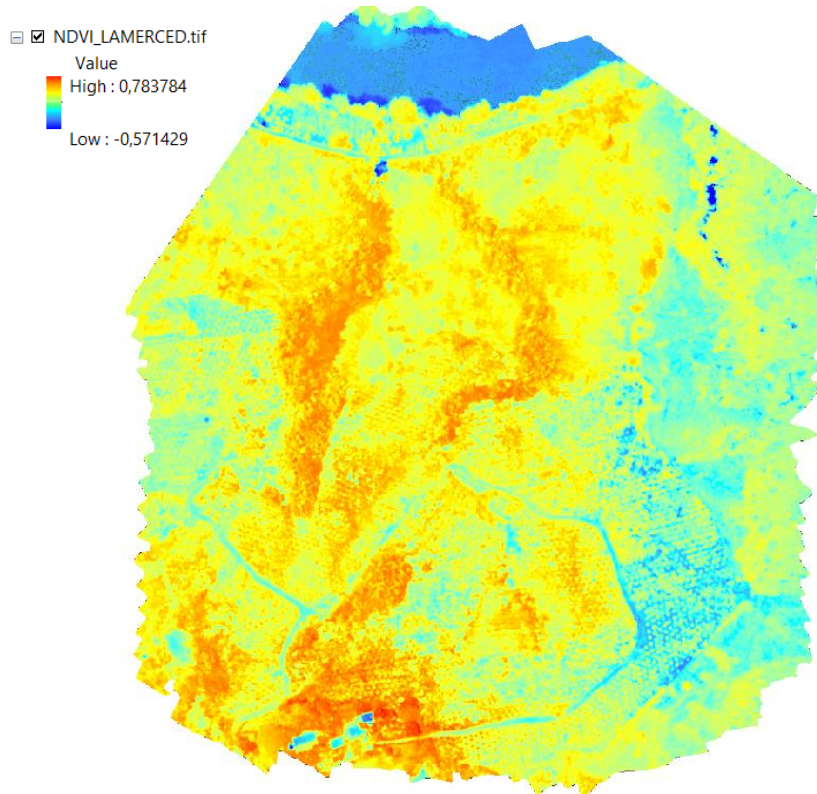 NDVI_LAMERCED.tif
Value
High : 0,783784
Low : -0,571429